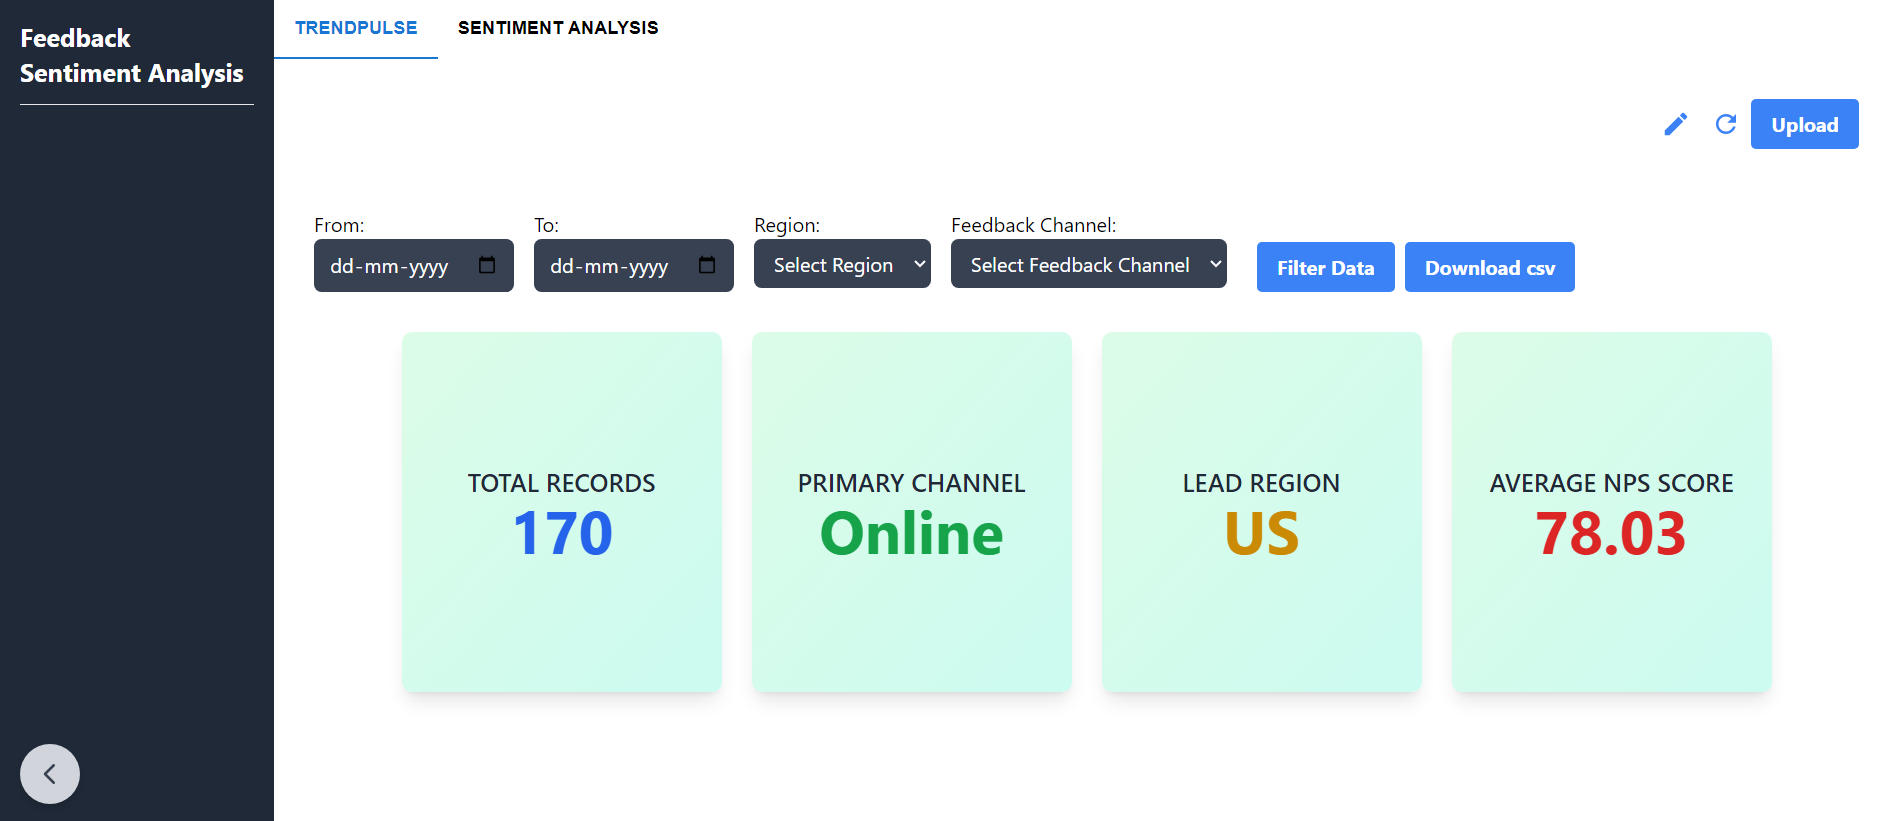 Feedback
Sentiment Analysis
TRENDPULSE
SENTIMENT ANALYSIS
Upload
From:
To:
Region:
Feedback Channel:
dd-mm-yyyy
dd-mm-yyyy
Select Region
Select Feedback Channel
Filter Data
Download csv
TOTAL RECORDS
170
PRIMARY CHANNEL
Online
LEAD REGION
US
AVERAGE NPS SCORE
78.03